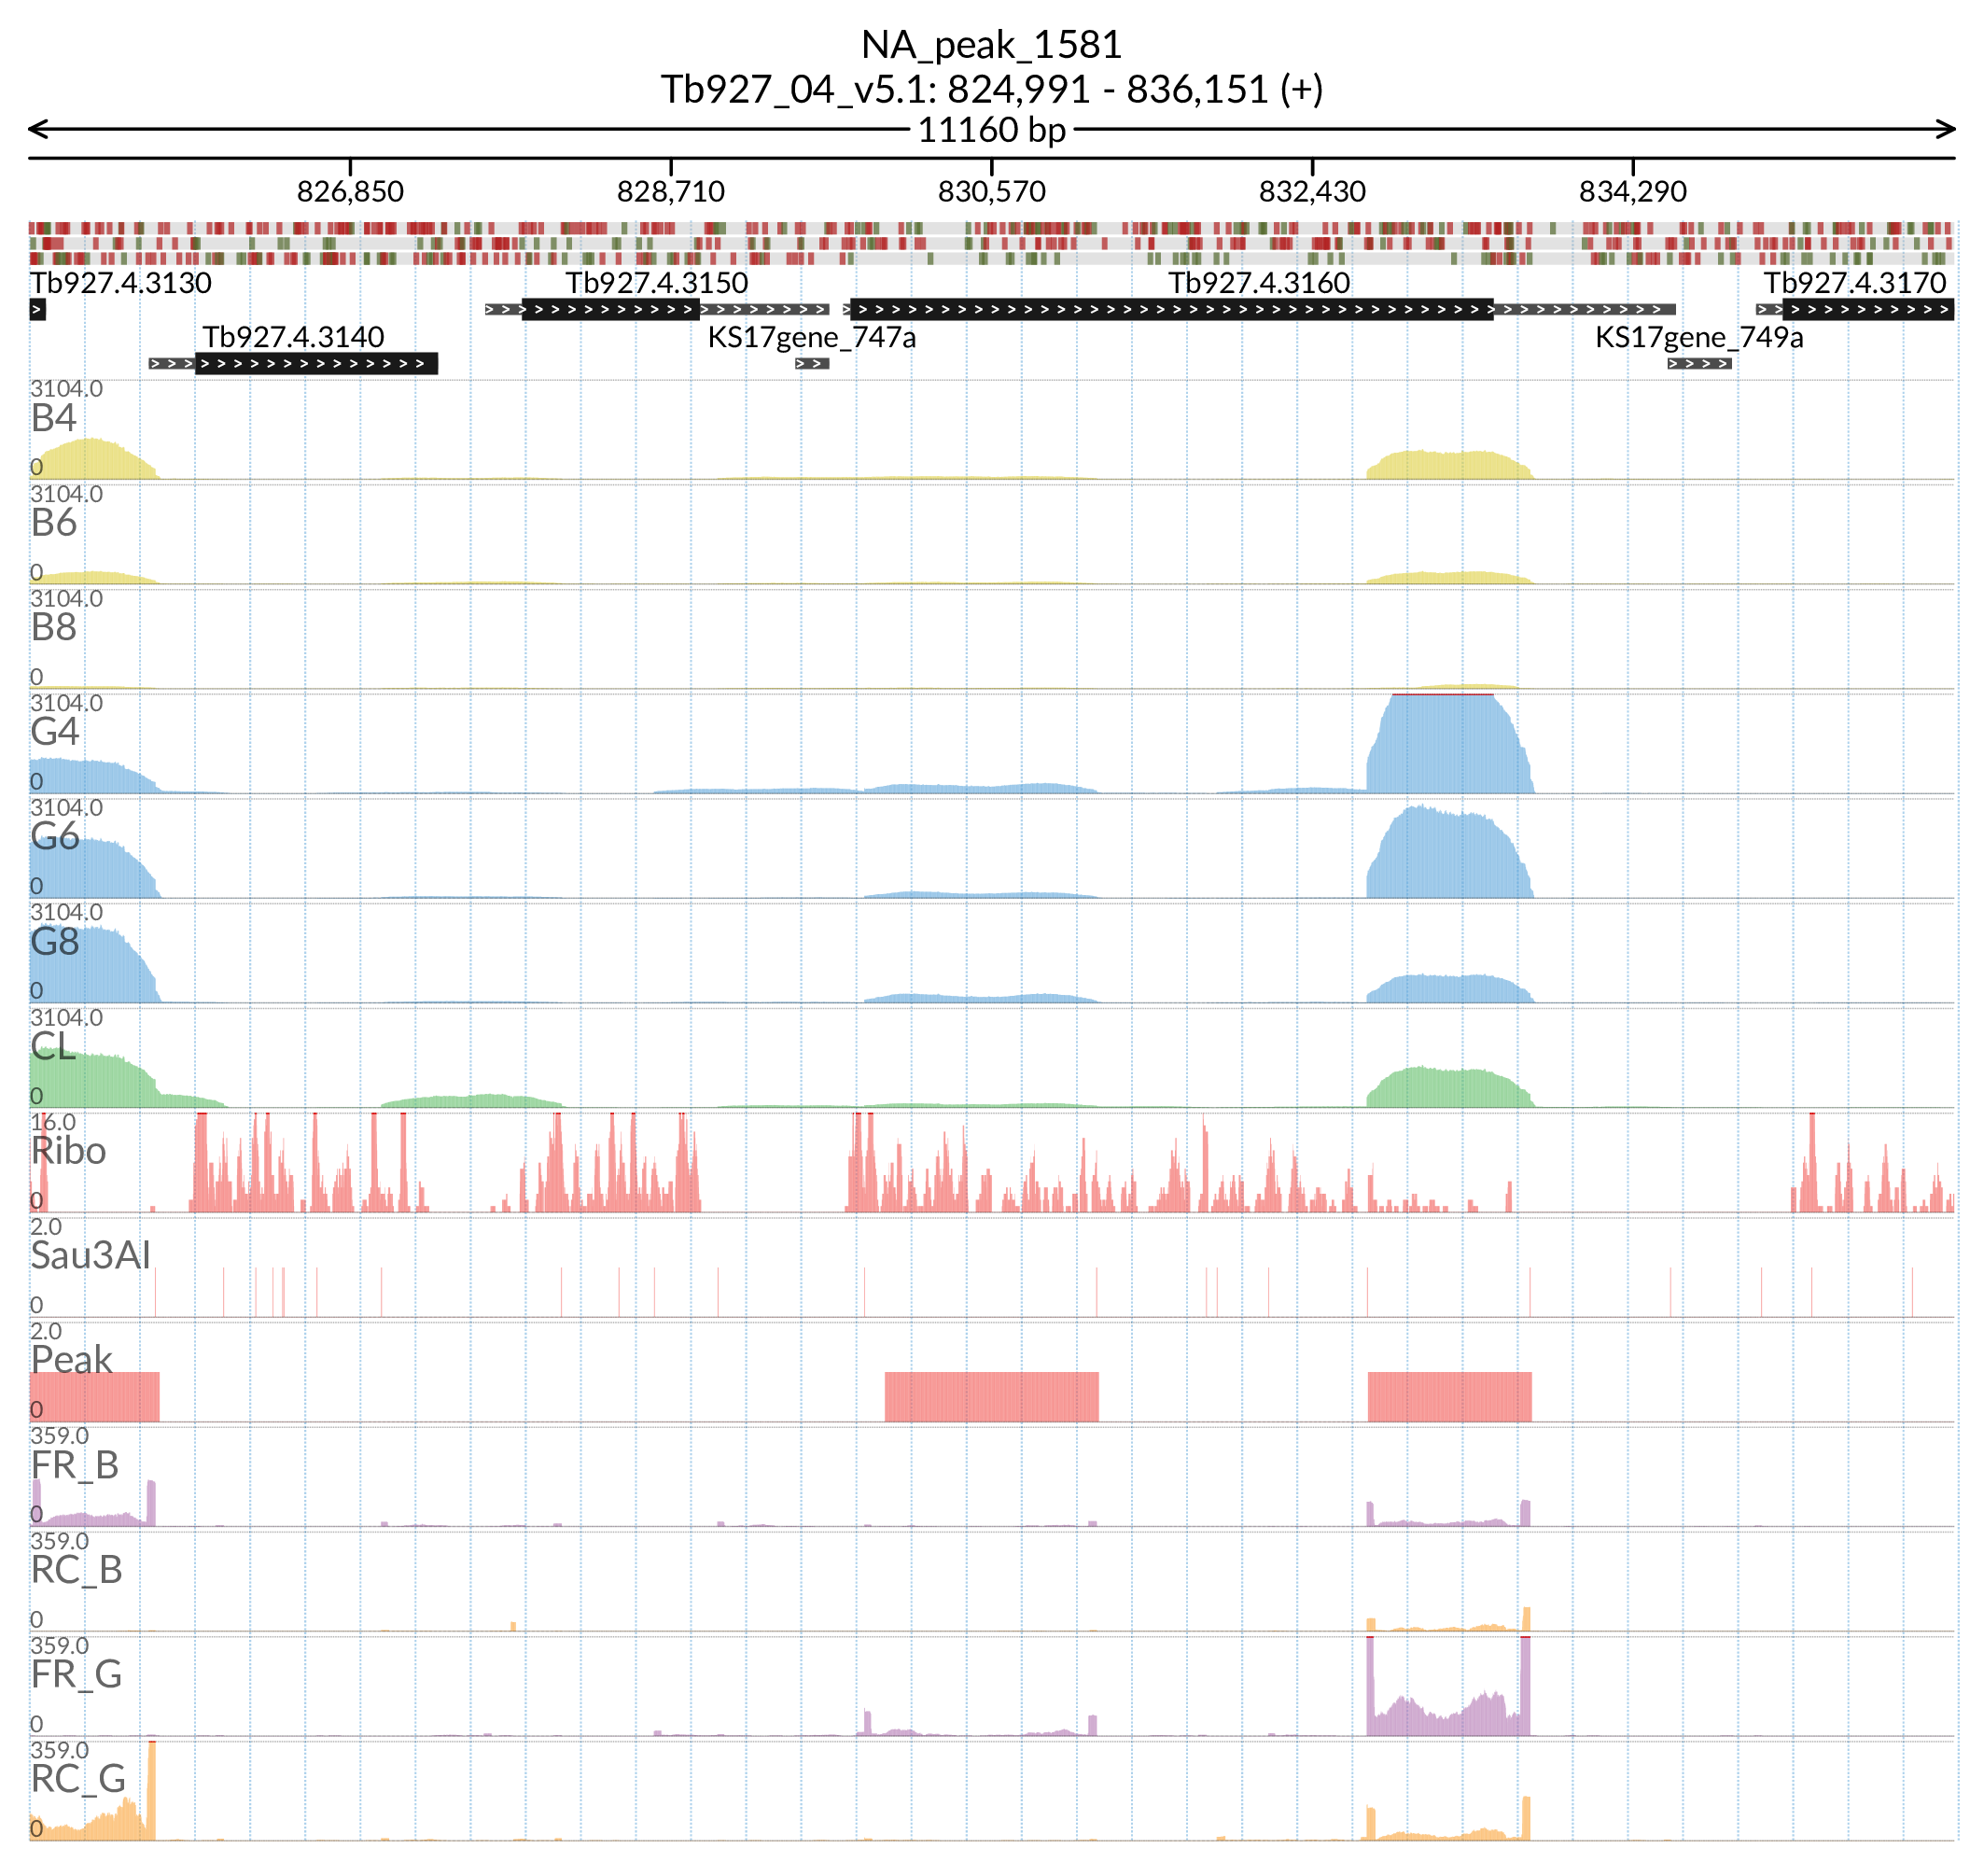 NA_peak_1581
Tb927_04_v5.1: 824,991 - 836,151 (+)
11160 bp
826,850 828,710 830,570 832,430 834,290
Tb927.4.3130 Tb927.4.3150 Tb927.4.3160 Tb927.4.3170
Tb927.4.3140 KS17gene_747a KS17gene_749a
3104.0
B4
0
3104.0
B6
0
3104.0
B8
0
3104.0
G4
0
3104.0
G6
0
3104.0
G8
0
3104.0
CL
0
16.0
Ribo
0
2.0
Sau3AI
0
2.0
Peak
0
359.0
FR_B
0
359.0
RC_B
0
359.0
FR_G
0
359.0
RC_G
0